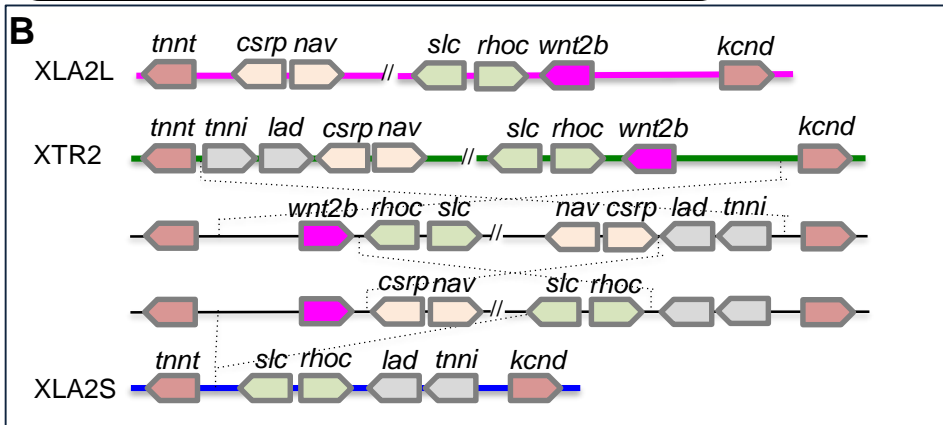 B
tnnt csrp nav slc rhoc wnt2b kcnd
XLA2L //
tnnt tnni lad csrp nav slc rhoc wnt2b kcnd
XTR2 //
wnt2b rhoc slc nav csrp lad tnni
//
csrp nav slc rhoc
//
tnnt slc rhoc lad tnni kcnd
XLA2S